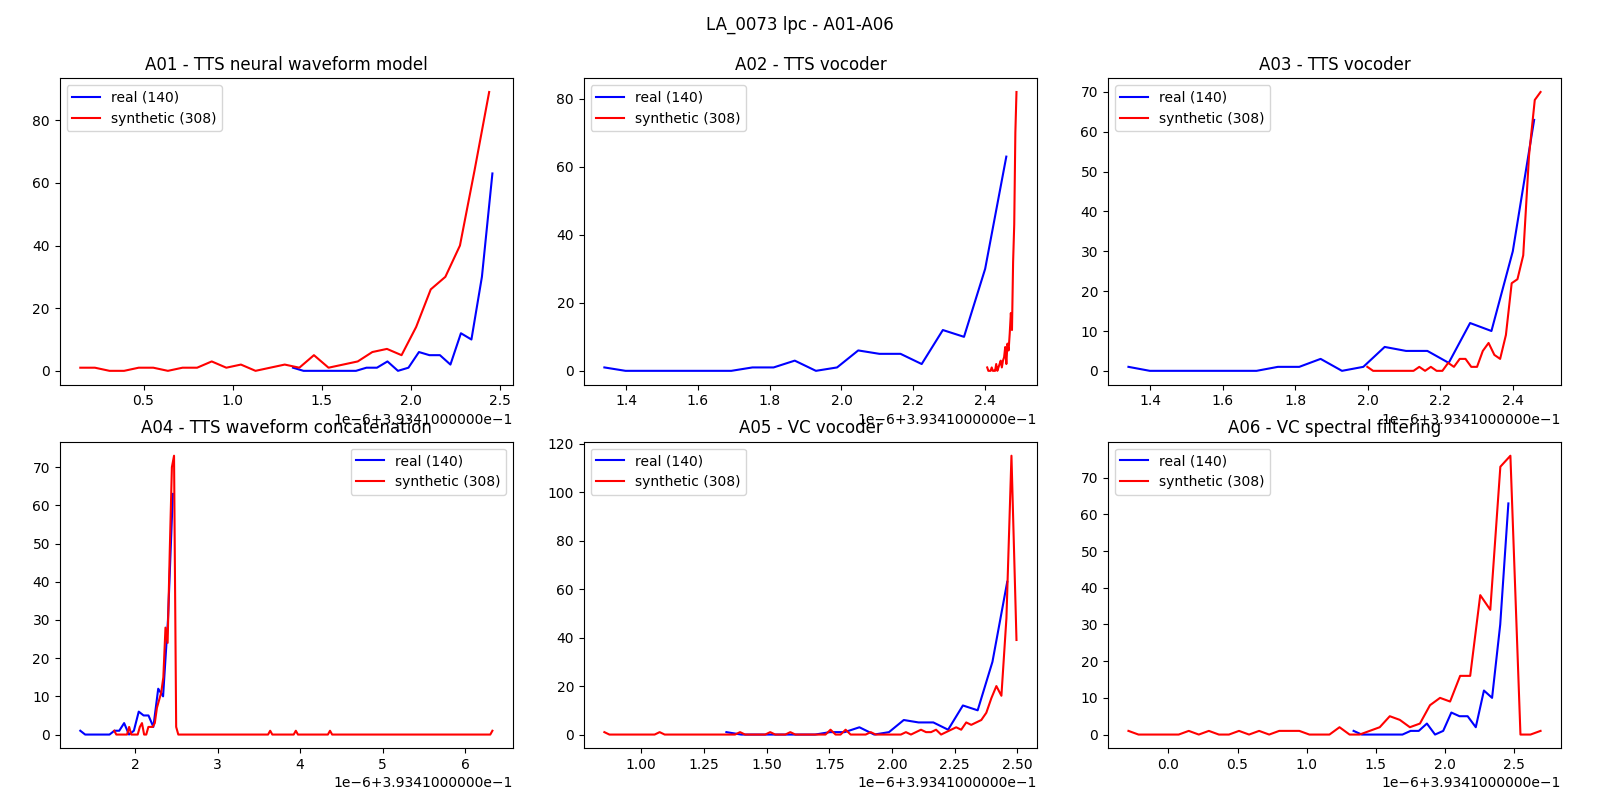 LA_0073 lpc - A01-A06
A01 - TTS neural waveform model
A02 - TTS vocoder
A03 - TTS vocoder
real (140)
synthetic (308)
real (140)
synthetic (308)
real (140)
synthetic (308)
80
60
40
20
0
80
60
40
20
0
70
60
50
40
30
20
10
0
0.5 1.0 1.5 2.0 2.5
1e-6+3.9341000000e-1
1.4 1.6 1.8 2.0 2.2 2.4
1e-6+3.9341000000e-1
1.4 1.6 1.8 2.0 2.2 2.4
1e-6+3.9341000000e-1
A04 - TTS waveform concatenation
A05 - VC vocoder
A06 - VC spectral filtering
real (140)
synthetic (308)
real (140)
synthetic (308)
real (140)
synthetic (308)
70
60
50
40
30
20
10
0
120
100
80
60
40
20
0
70
60
50
40
30
20
10
0
2 3 4 5 6
1e-6+3.9341000000e-1
1.00 1.25 1.50 1.75 2.00 2.25 2.50
1e-6+3.9341000000e-1
0.0 0.5 1.0 1.5 2.0 2.5
1e-6+3.9341000000e-1